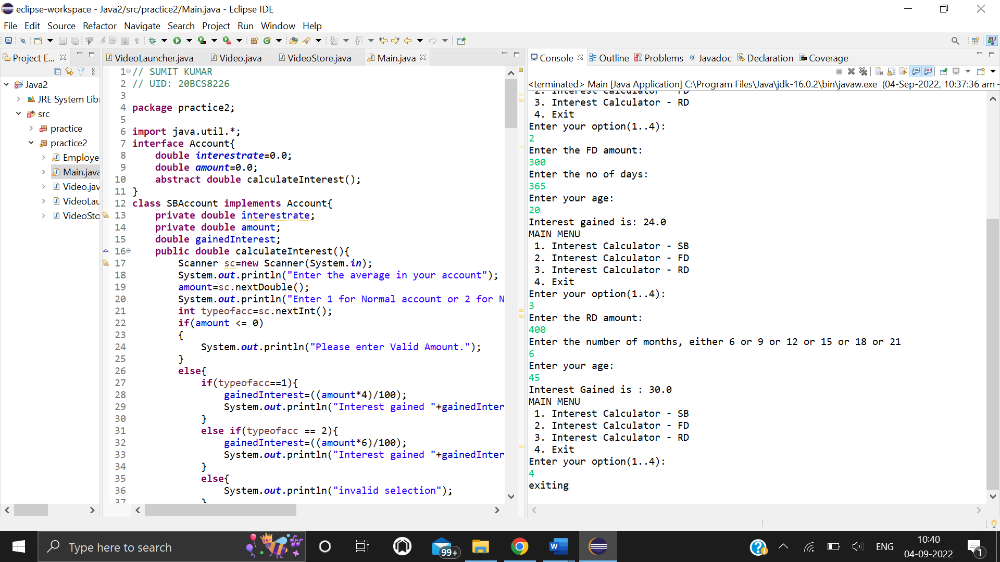 eclipse-workspace - Java2/src/practice2/Main.java - Eclipse IDE
File Edit Source Refactor Navigate Search Project Run Window Help
Project E...
Java2
JRE System Libr
src
practice
practice2
Employe
Main.java
Video.jav
VideoLau
VideoSto
VideoLauncher.java Video.java VideoStore.java Main.java
1 // SUMIT KUMAR
2 // UID: 20BCS8226
3
4 package practice2;
5
6 import java.util.*;
7 interface Account{
8 double interestrate=0.0;
9 double amount=0.0;
10 abstract double calculateInterest();
11 }
12 class SBAccount implements Account{
13 private double interestrate;
14 private double amount;
15 double gainedInterest;
16 public double calculateInterest(){
17 Scanner sc=new Scanner(System.in);
18 System.out.println("Enter the average in your account");
19 amount=sc.nextDouble();
20 System.out.println("Enter 1 for Normal account or 2 for N
21 int typeofacc=sc.nextInt();
22 if(amount <= 0)
23 {
24 System.out.println("Please enter Valid Amount.");
25 }
26 else{
27 if(typeofacc==1){
28 gainedInterest=((amount*4)/100);
29 System.out.println("Interest gained "+gainedInter
30 }
31 else if(typeofacc == 2){
32 gainedInterest=((amount*6)/100);
33 System.out.println("Interest gained "+gainedInter
34 }
35 else{
36 System.out.println("invalid selection");
37 }
Console Outline Problems Javadoc Declaration Coverage
<terminated> Main [Java Application] C:\Program Files\Java\jdk-16.0.2\bin\javaw.exe (04-Sep-2022, 10:37:36 am -
2. Interest Calculator - FD
3. Interest Calculator - RD
4. Exit
Enter your option(1..4):
2
Enter the FD amount:
300
Enter the no of days:
365
Enter your age:
20
Interest gained is: 24.0
MAIN MENU
1. Interest Calculator - SB
2. Interest Calculator - FD
3. Interest Calculator - RD
4. Exit
Enter your option(1..4):
3
Enter the RD amount:
400
Enter the number of months, either 6 or 9 or 12 or 15 or 18 or 21
6
Enter your age:
45
Interest Gained is : 30.0
MAIN MENU
1. Interest Calculator - SB
2. Interest Calculator - FD
3. Interest Calculator - RD
4. Exit
Enter your option(1..4):
4
exiting
Type here to search
99+
W
ENG
10:40
04-09-2022
1